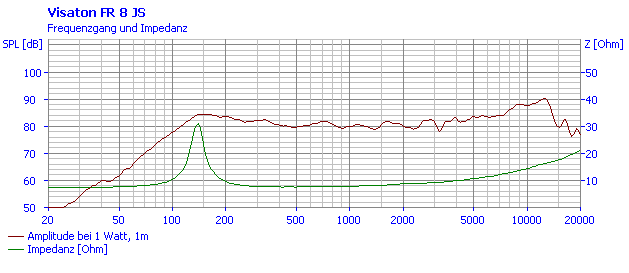 Visaton FR 8 JS
Frequenzgang und Impedanz
SPL [dB] Z [Ohm]
100 50
90 40
80 30
70 20
60 10
50
20 50 100 200 500 1000 2000 5000 10000 20000
Amplitude bei 1 Watt, 1m
Impedanz [Ohm]